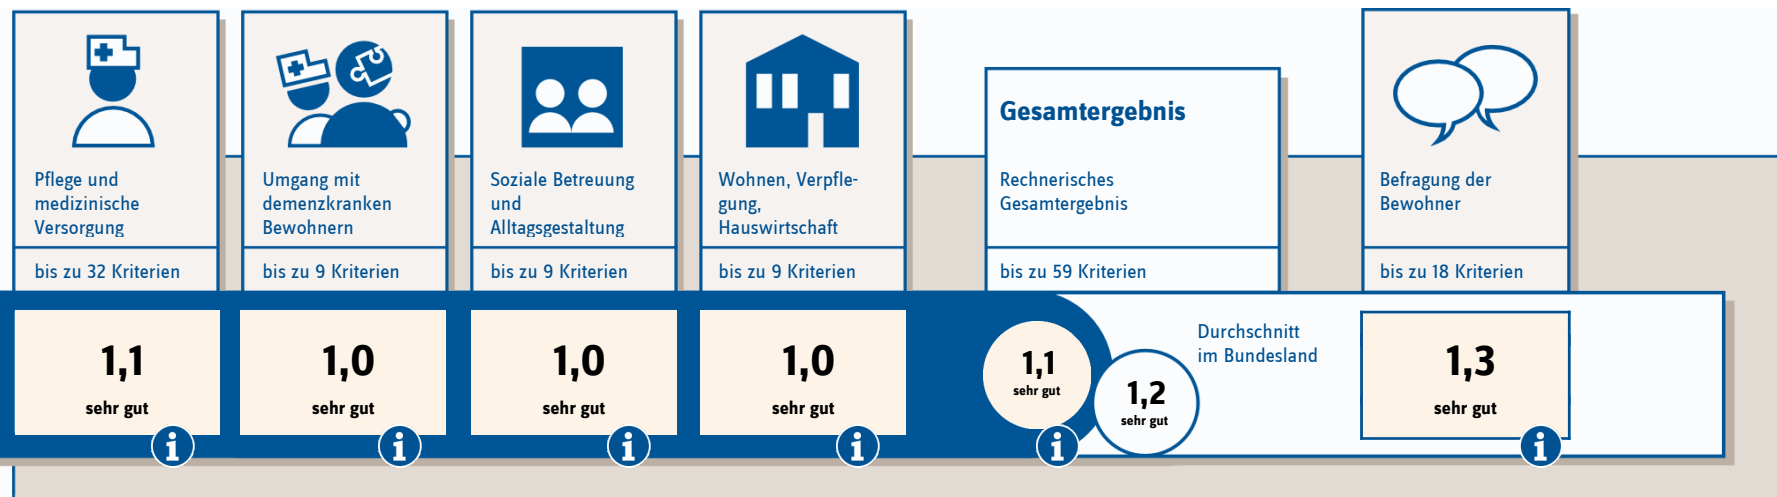 Pflege und
medizinische
Versorgung
bis zu 32 Kriterien
1,1
sehr gut
i
Umgang mit
demenzkranken
Bewohnern
bis zu 9 Kriterien
1,0
sehr gut
i
Soziale Betreuung
und
Alltagsgestaltung
bis zu 9 Kriterien
1,0
sehr gut
i
Wohnen, Verpfle-
gung,
Hauswirtschaft
bis zu 9 Kriterien
1,0
sehr gut
i
Gesamtergebnis
Rechnerisches
Gesamtergebnis
bis zu 59 Kriterien
1,1
sehr gut
i
1,2
sehr gut
Durchschnitt
im Bundesland
Befragung der
Bewohner
bis zu 18 Kriterien
1,3
sehr gut
i